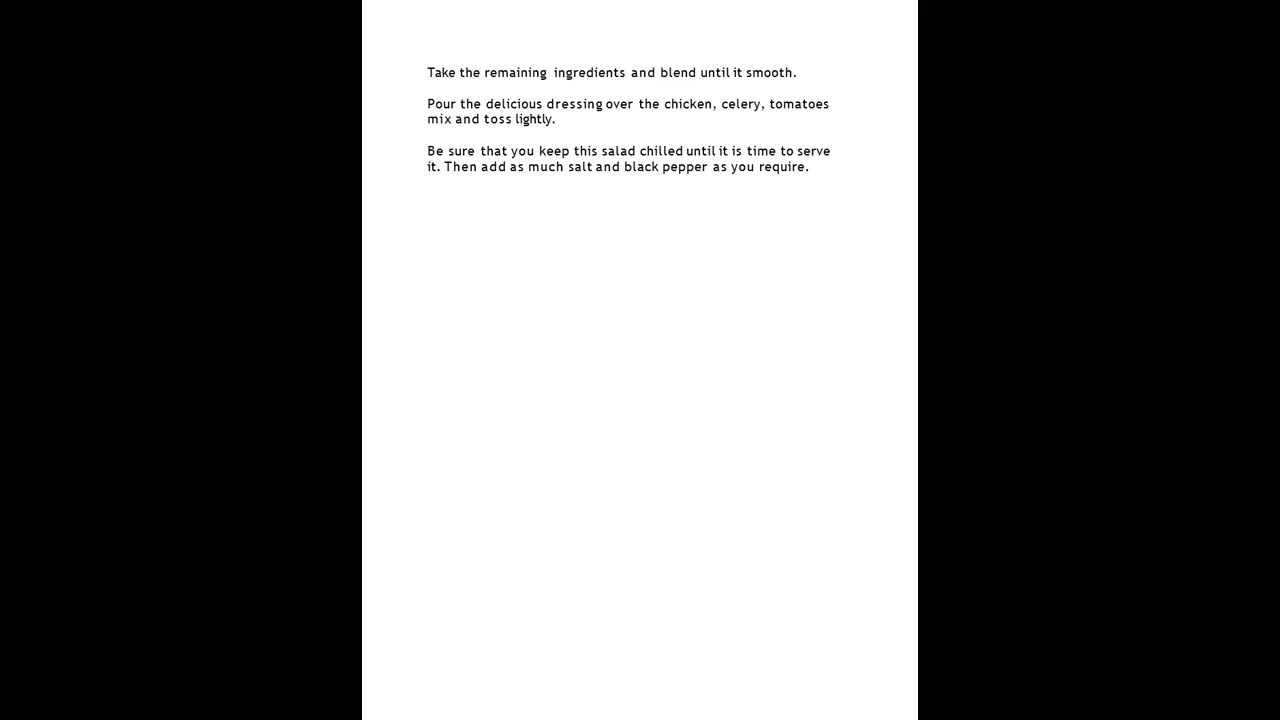 Take the remaining ingredients and blend until it smooth.
Pour the delicious dressing over the chicken, celery, tomatoes
mix and toss lightly.
Be sure that you keep this salad chilled until it is time to serve
it. Then add as much salt and black pepper as you require.